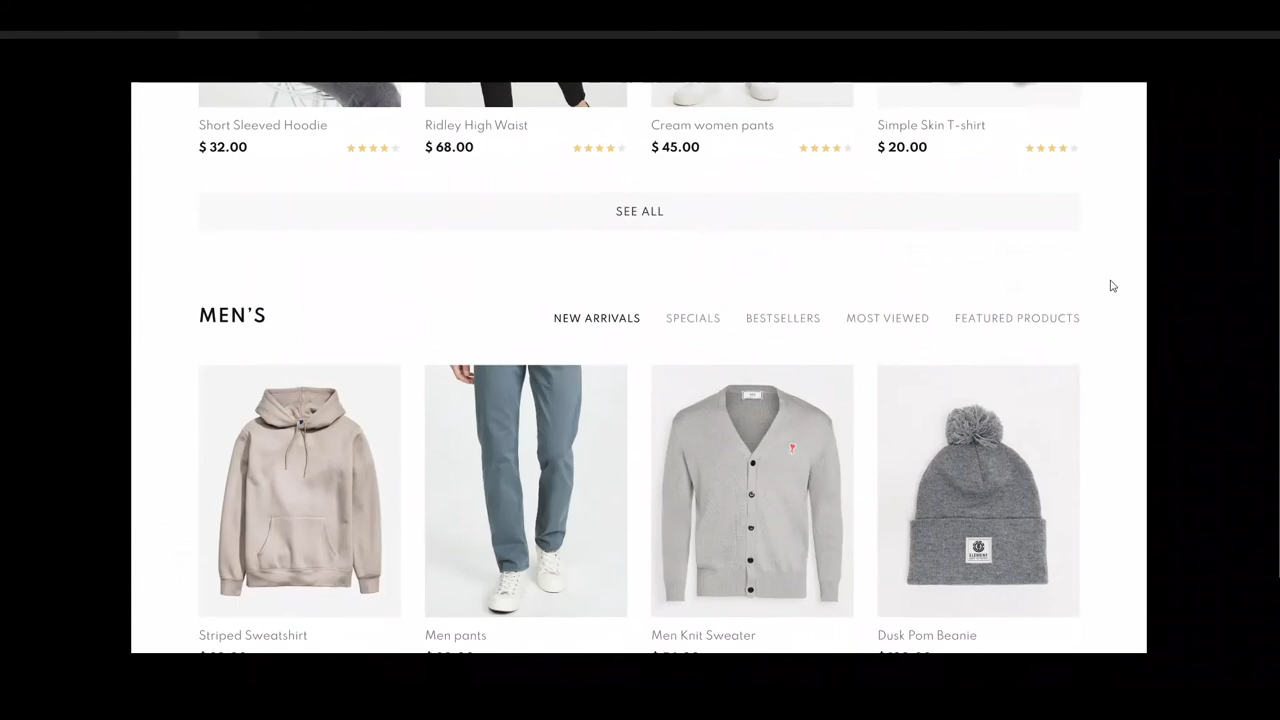 Short Sleeved Hoodie Ridley High Waist Cream women pants Simple Skin T-shirt
$ 32.00 $ 68.00 $ 45.00 $ 20.00
SEE ALL
MEN’S NEW ARRIVALS SPECIALS BESTSELLERS MOST VIEWED FEATURED PRODUCTS
ELEMENT
Striped Sweatshirt Men pants Men Knit Sweater Dusk Pom Beanie